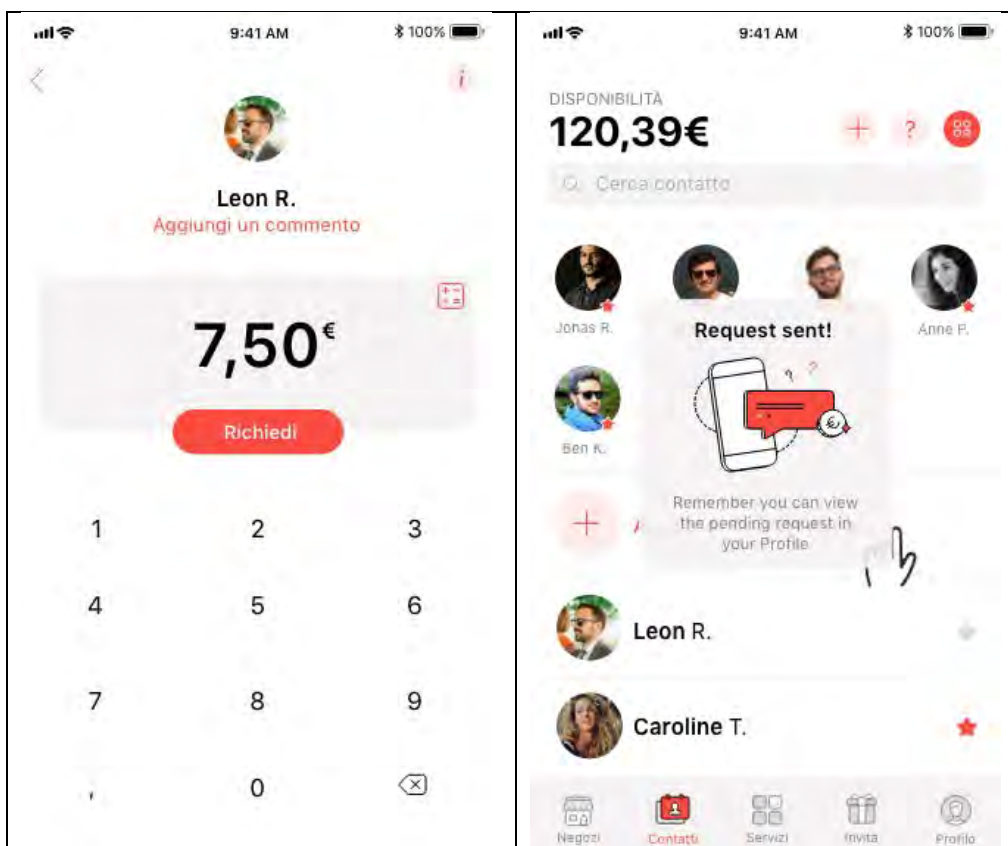 9:41 AM
100%
i
Leon R.
Aggiungi un commento
7,50€
Richiedi
1 2 3
4 5 6
7 8 9
, 0
9:41 AM
100%
DISPONIBILITÀ
120,39€
?
Cerca contatto
Jonas R.
Anne P.
Ben K.
Request sent!
Remember you can view
the pending request in
your Profile
Leon R.
Caroline T.
Negozi Contatti Servizi Invita Profilo